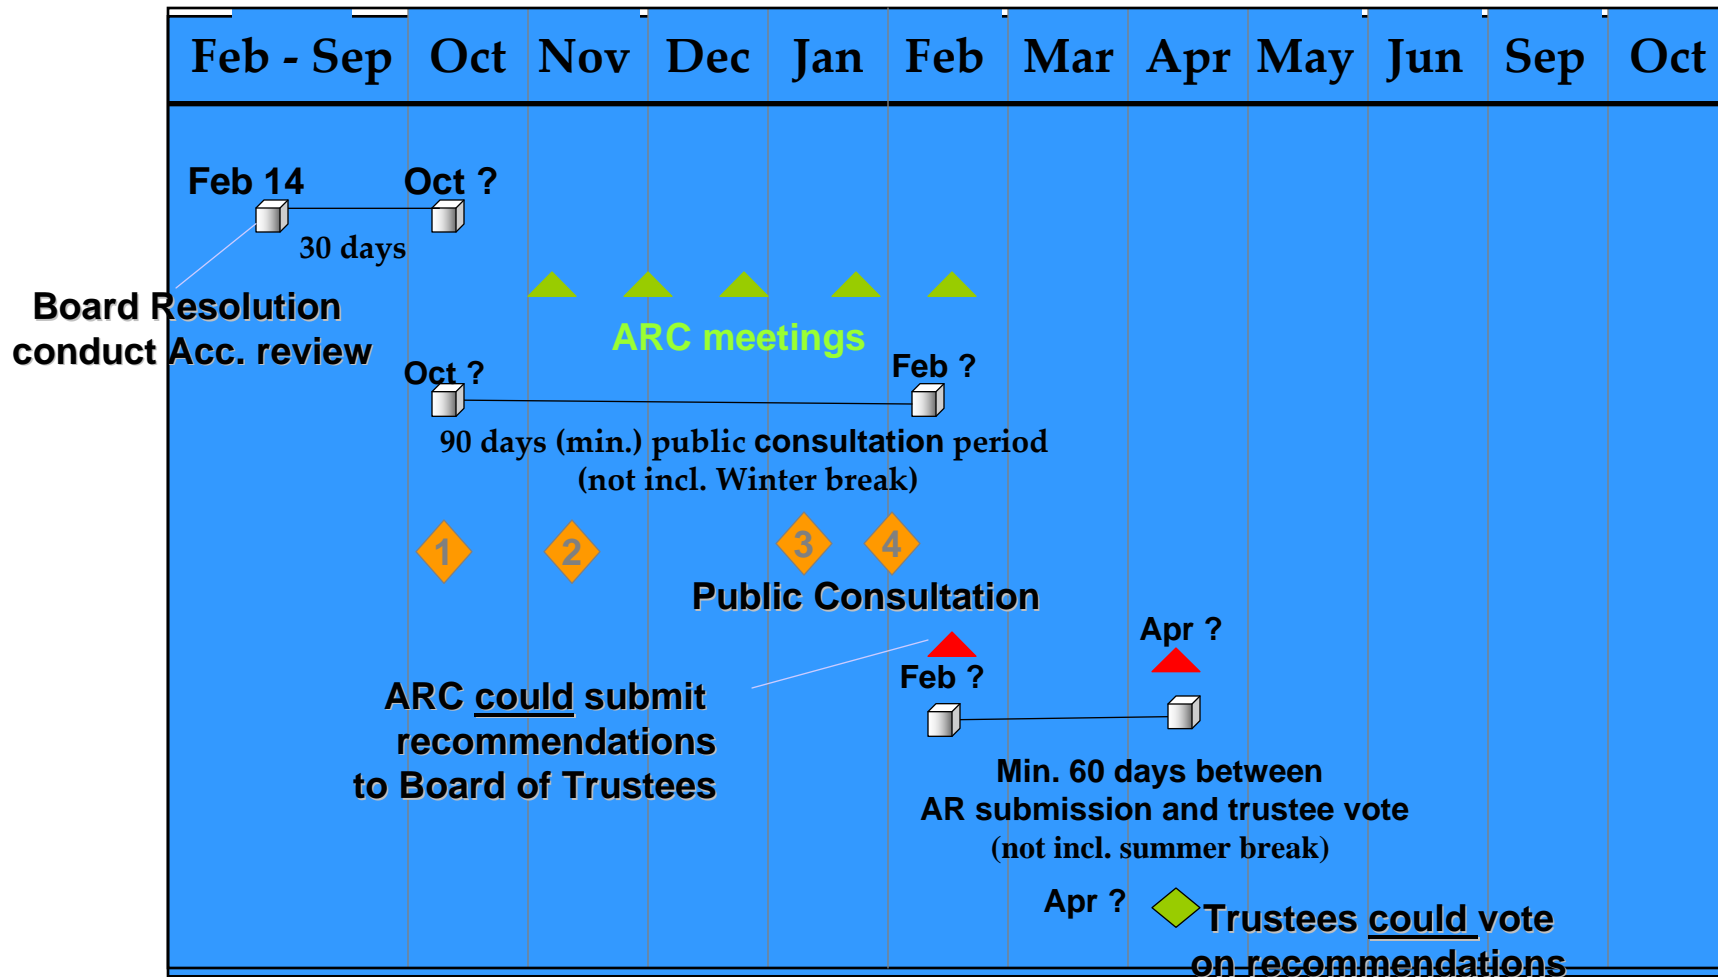 Feb - Sep Oct Nov Dec Jan Feb Mar Apr May Jun Sep Oct
Feb 14 Oct ?
30 days
Board Resolution
conduct Acc. review
ARC meetings
Oct ? Feb ?
90 days (min.) public consultation period
(not incl. Winter break)
1 2 3 4
Public Consultation
Apr ?
Feb ?
ARC could submit
recommendations
to Board of Trustees
Min. 60 days between
AR submission and trustee vote
(not incl. summer break)
Apr ?
Trustees could vote
on recommendations